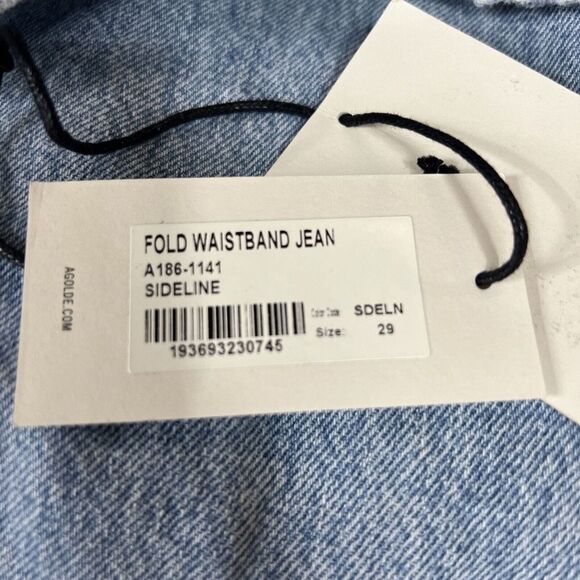 FOLD WAISTBAND JEAN
A186-1141
SIDELINE
Color Code: SDELN
Size: 29
193693230745
AGOLDE.COM